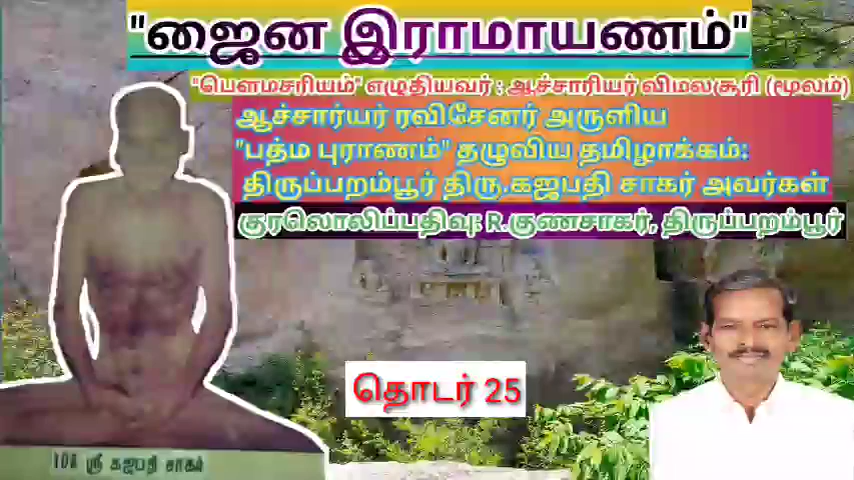 "ஜைன இராமாயணம்"
"பௌமசரியம்" எழுதியவர் : ஆச்சாரியர் விமலசூரி (மூலம்)
ஆச்சார்யர் ரவிசேனர் அருளிய
"பத்ம புராணம்" தழுவிய தமிழாக்கம்:
திருப்பறம்பூர் திரு.கஜபதி சாகர் அவர்கள்
குரலொலிப்பதிவு: R.குணசாகர், திருப்பறம்பூர்
தொடர் 25
108 ஸ்ரீ கஜபதி சாகர்